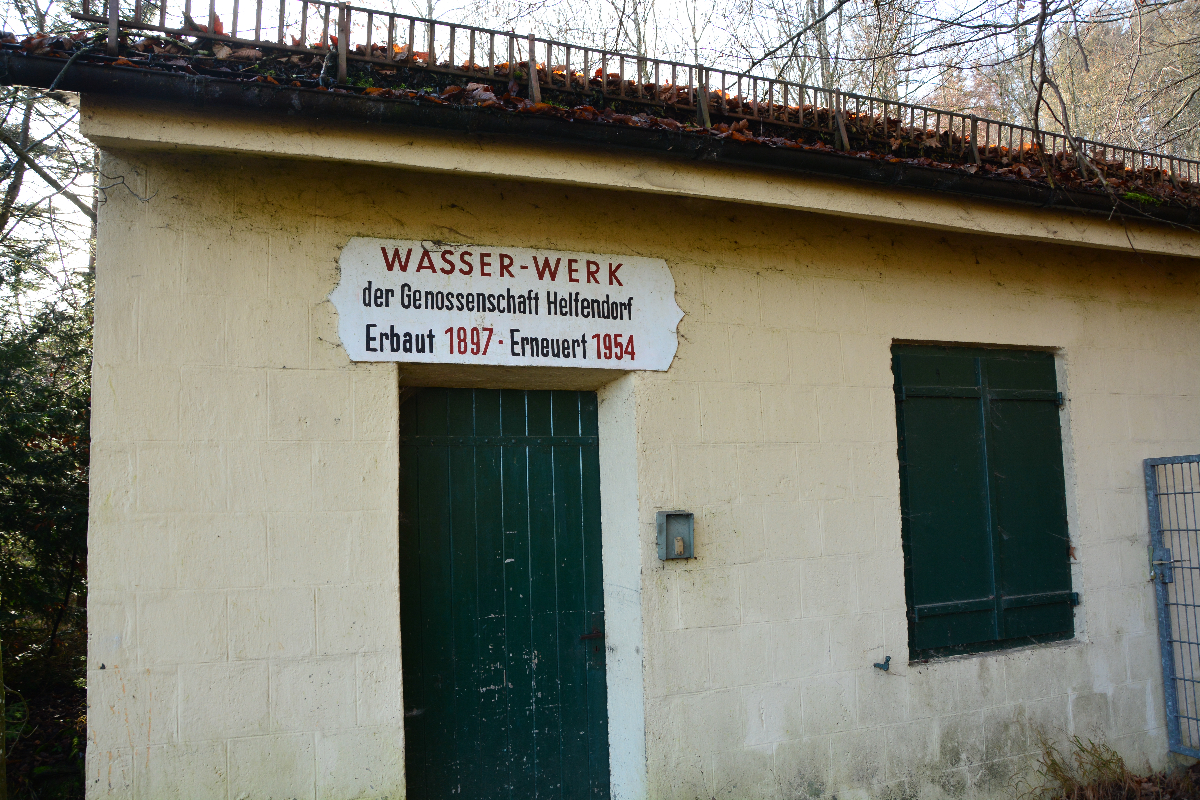 WASSER-WERK
der Genossenschaft Helfendorf
Erbaut 1897 · Erneuert 1954